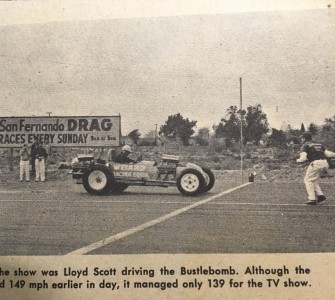 San Fernando DRAG
RACES EVERY SUNDAY
he show was Lloyd Scott driving the Bustlebomb. Although the
d 149 mph earlier in day, it managed only 139 for the TV show.